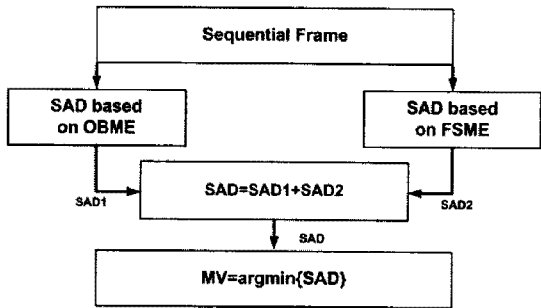 Sequential Frame
SAD based
on OBME
SAD based
on FSME
SAD=SAD1+SAD2
SAD1
SAD2
SAD
MV=argmin{SAD}